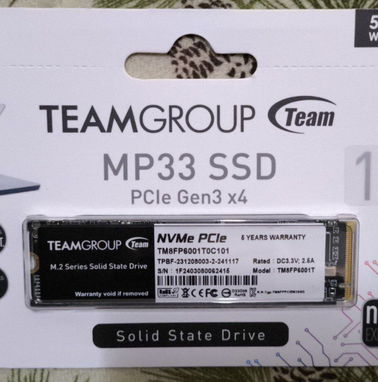 5
W
TEAMGROUP Team
MP33 SSD
PCIe Gen3 x4
1
TEAMGROUP Team
M.2 Series Solid State Drive
Warranty void if removed
NVMe PCIe 5 YEARS WARRANTY
TM8FP6001T0C101
TPBF-231208003-2-241117 Rated : DC3.3V; 2.5A
S/N : 1F2403080062415 Model : TM8FP6001T
Solid State Drive